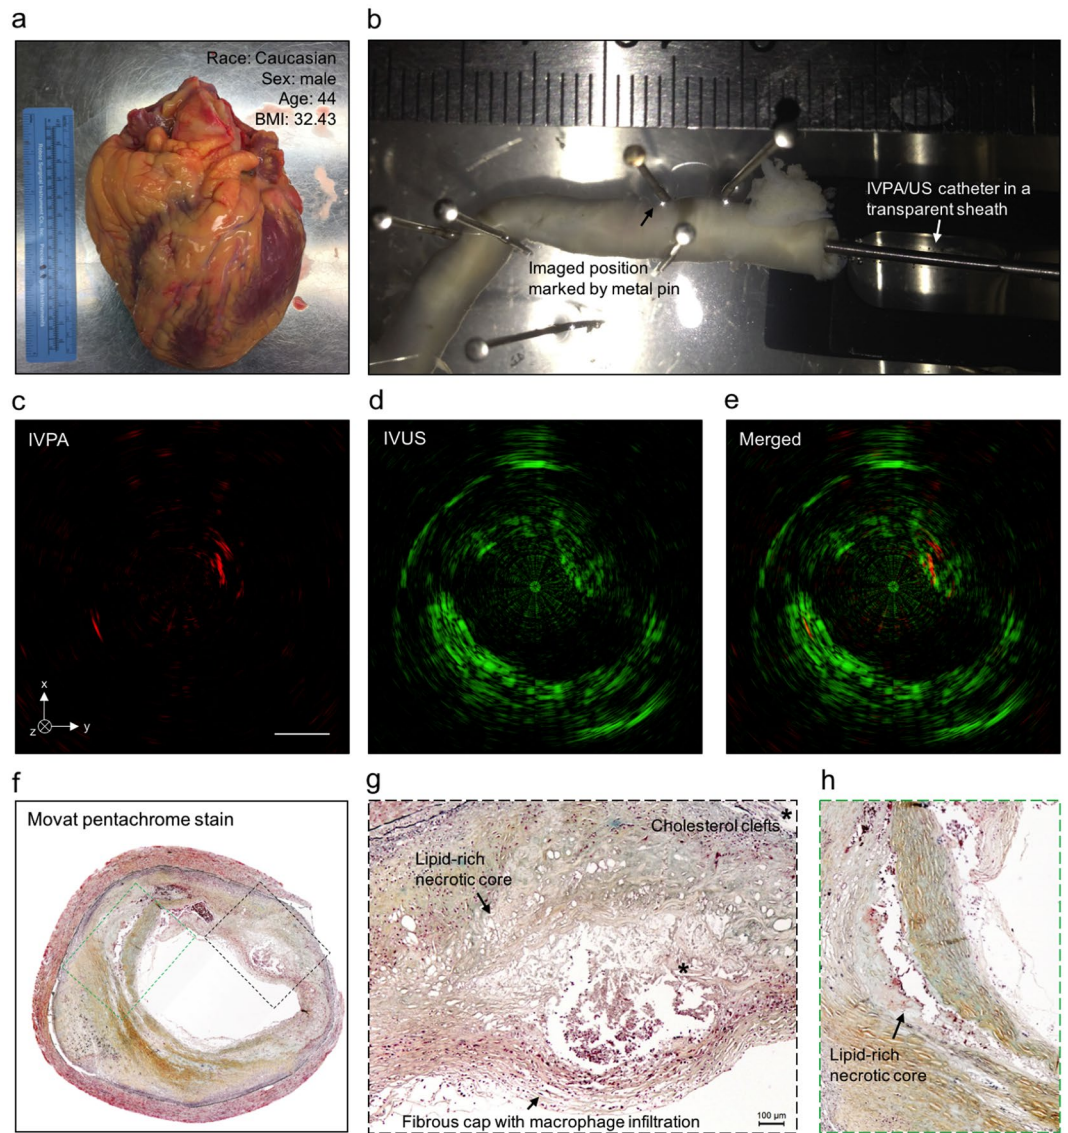 a
Race: Caucasian
Sex: male
Age: 44
BMI: 32.43
b
IVPA/US catheter in a
transparent sheath
Imaged position
marked by metal pin
c
IVPA
x
z
y
d
IVUS
e
Merged
f
Movat pentachrome stain
g
Cholesterol clefts
*
Lipid-rich
necrotic core
*
Fibrous cap with macrophage infiltration
100 µm
h
Lipid-rich
necrotic core